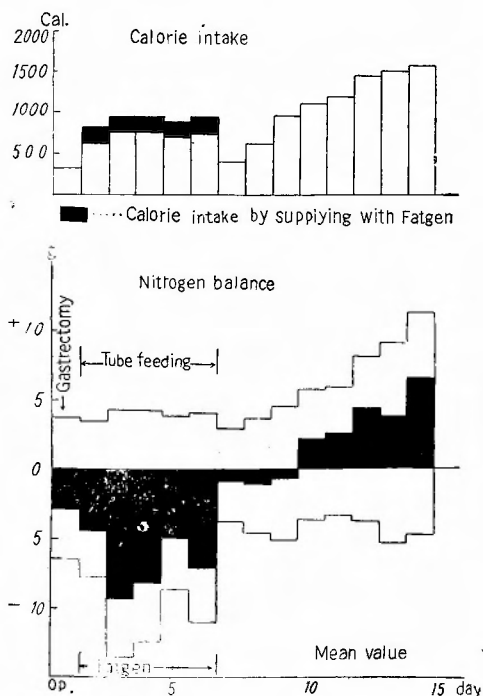 Cal.
2000
Calorie intake
1500
1000
500
..... Calorie intake by suppiying with Fatgen
Nitrogen balance
+ 10
Gastrectomy
Tube feeding
5
0
5
- 10
Fatgen
Mean value
Op. 5 10 15 day